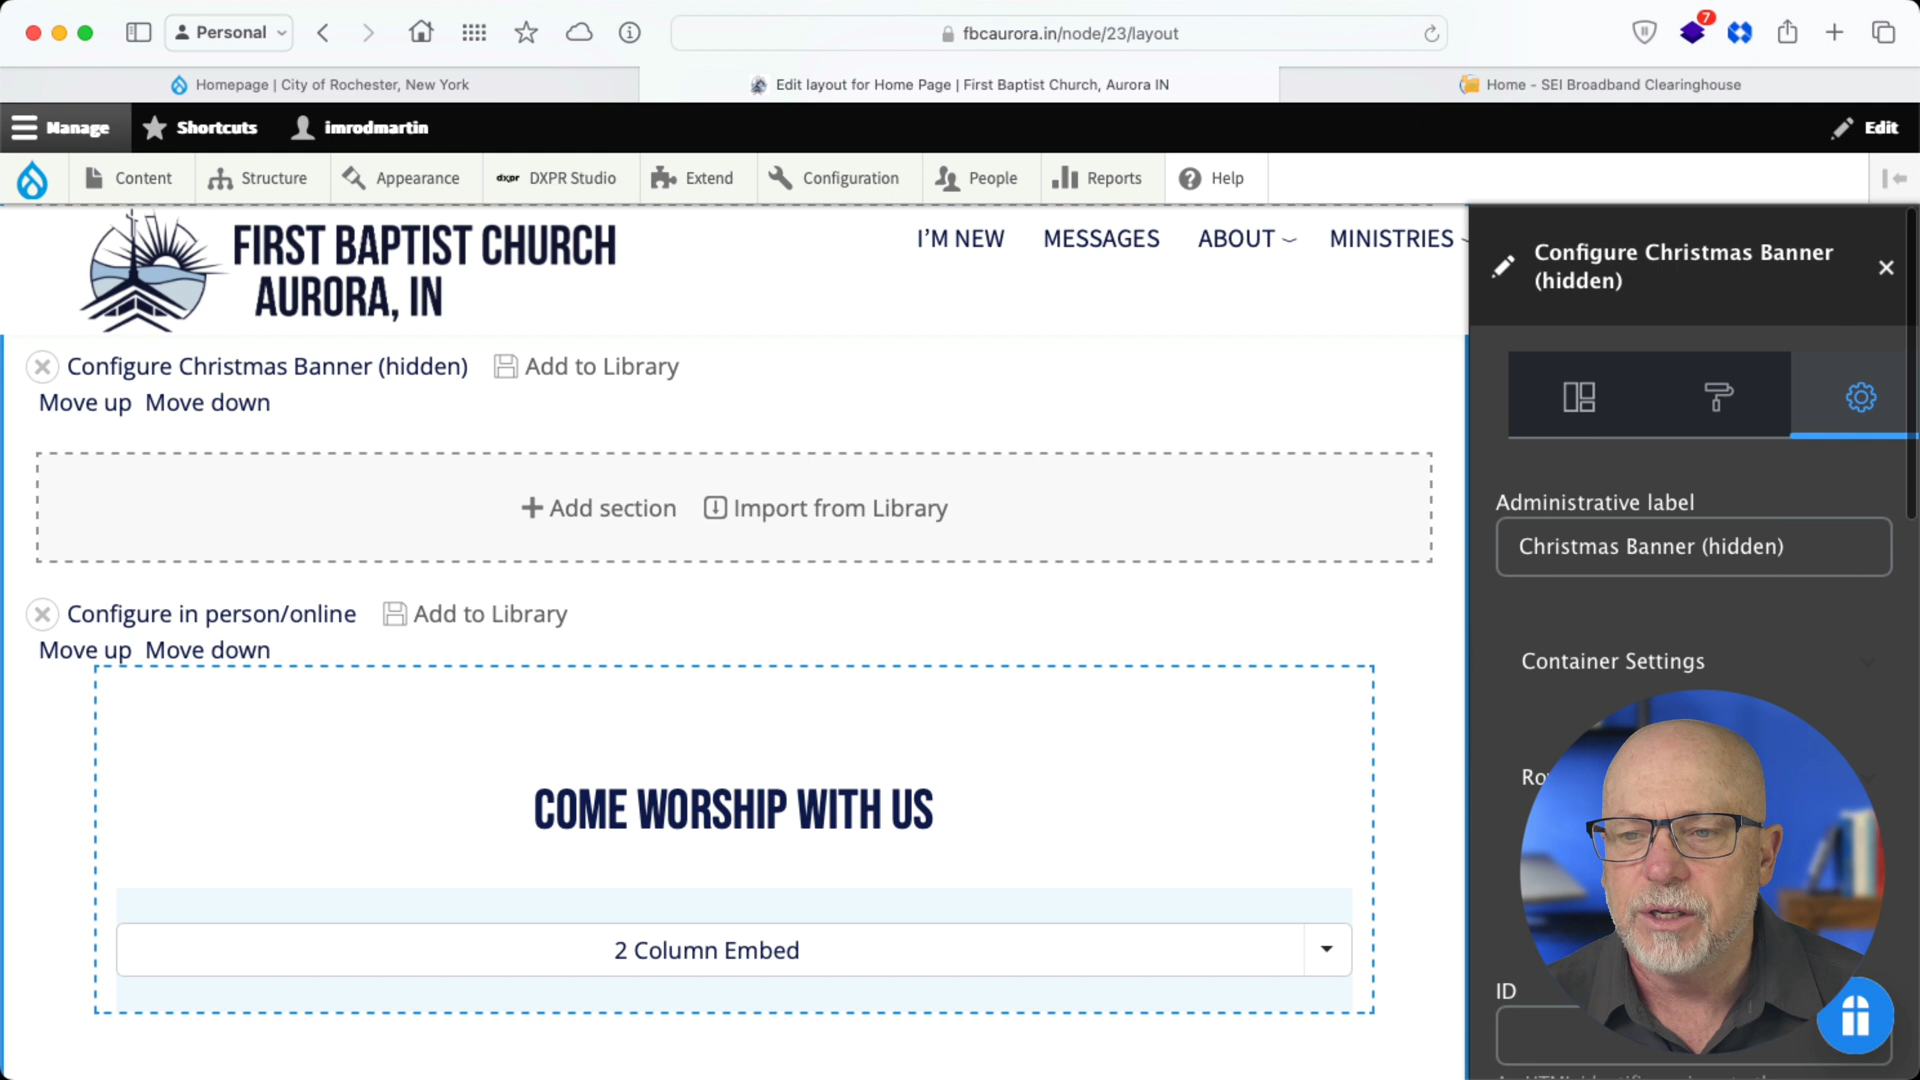 Personal
fbcaurora.in/node/23/layout
7
Homepage | City of Rochester, New York
Edit layout for Home Page | First Baptist Church, Aurora IN
Home - SEI Broadband Clearinghouse
Manage
Shortcuts
imrodmartin
Edit
Content
Structure
Appearance
dxpr DXPR Studio
Extend
Configuration
People
Reports
Help
FIRST BAPTIST CHURCH
AURORA, IN
I'M NEW
MESSAGES
ABOUT
MINISTRIES
Configure Christmas Banner
(hidden)
Configure Christmas Banner (hidden)
Add to Library
Move up Move down
Add section
Import from Library
Configure in person/online
Add to Library
Move up Move down
COME WORSHIP WITH US
2 Column Embed
Administrative label
Christmas Banner (hidden)
Container Settings
ID